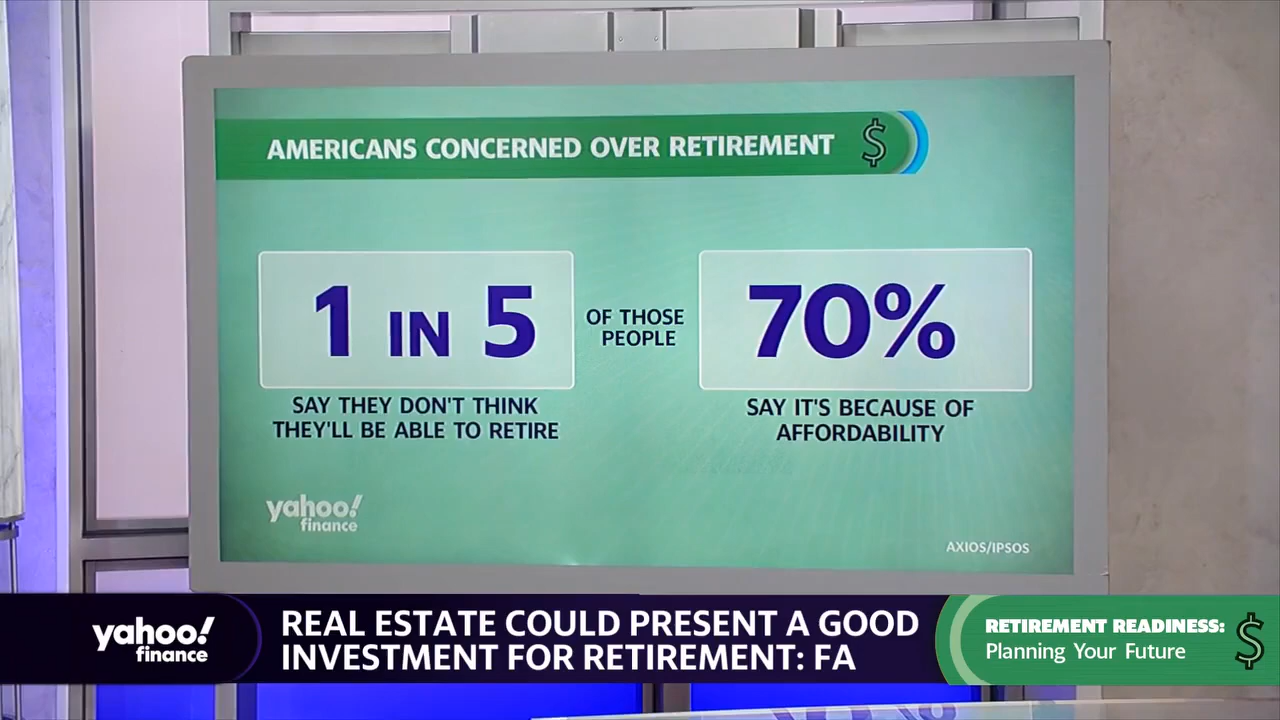 AMERICANS CONCERNED OVER RETIREMENT $
1 IN 5
SAY THEY DON'T THINK
THEY'LL BE ABLE TO RETIRE
OF THOSE
PEOPLE
70%
SAY IT'S BECAUSE OF
AFFORDABILITY
yahoo!
finance
AXIOS/IPSOS
yahoo!
finance
REAL ESTATE COULD PRESENT A GOOD
INVESTMENT FOR RETIREMENT: FA
RETIREMENT READINESS:
Planning Your Future
$